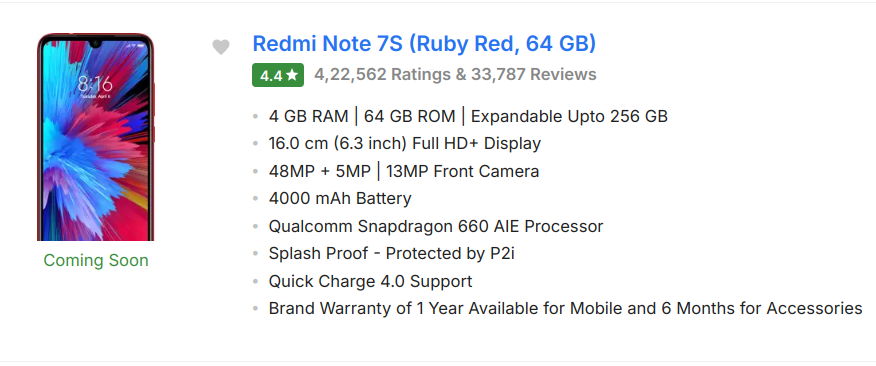 Redmi Note 7S (Ruby Red, 64 GB)
4.4★ 4,22,562 Ratings & 33,787 Reviews
8:16
4 GB RAM | 64 GB ROM | Expandable Upto 256 GB
16.0 cm (6.3 inch) Full HD+ Display
48MP + 5MP | 13MP Front Camera
4000 mAh Battery
Qualcomm Snapdragon 660 AIE Processor
Splash Proof - Protected by P2i
Coming Soon
Quick Charge 4.0 Support
Brand Warranty of 1 Year Available for Mobile and 6 Months for Accessories